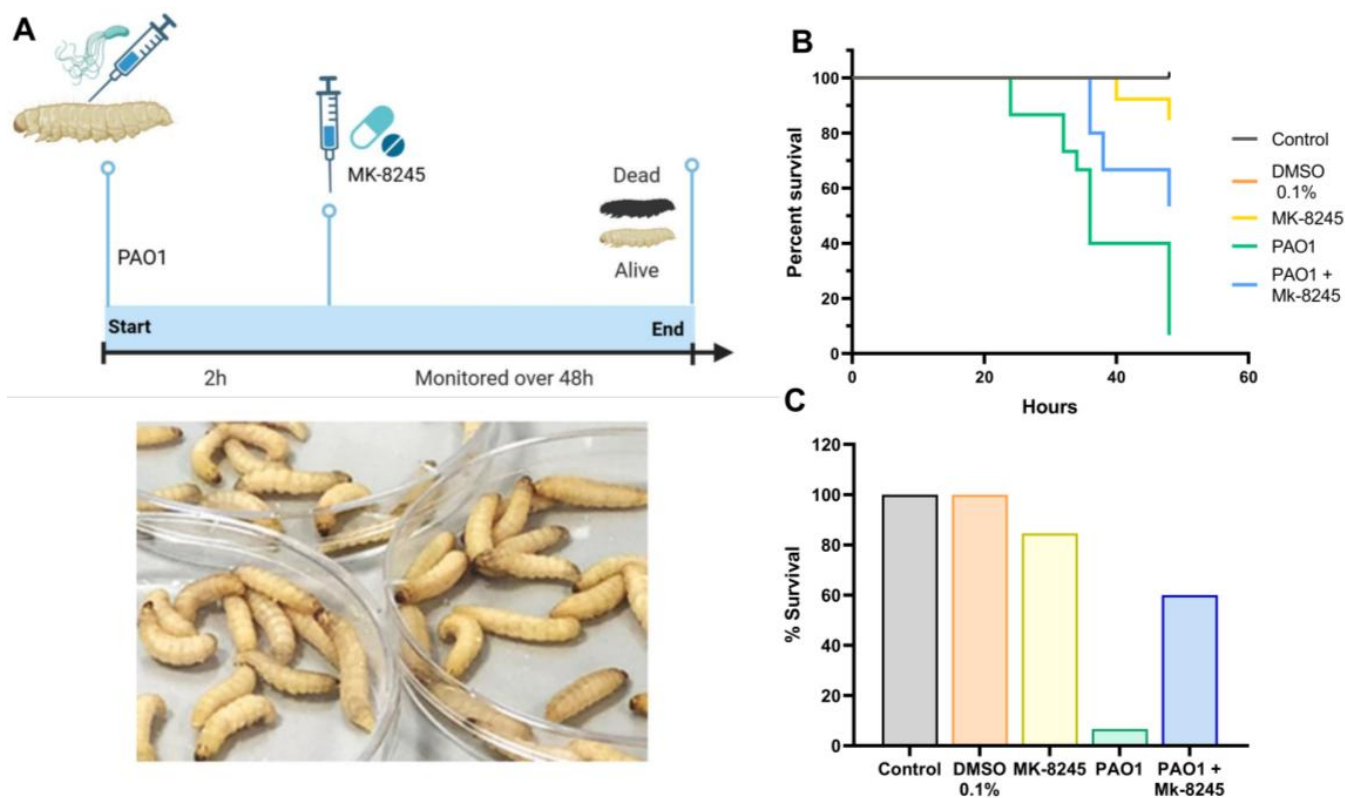 A
MK-8245
Dead
Alive
PAO1
Start
End
2h
Monitored over 48h
B
Percent survival
100
80
60
40
20
0
0
20
40
60
Hours
Control
DMSO
0.1%
MK-8245
PAO1
PAO1 +
Mk-8245
C
% Survival
120
100
80
60
40
20
0
Control
DMSO
0.1%
MK-8245
PAO1
PAO1 +
Mk-8245